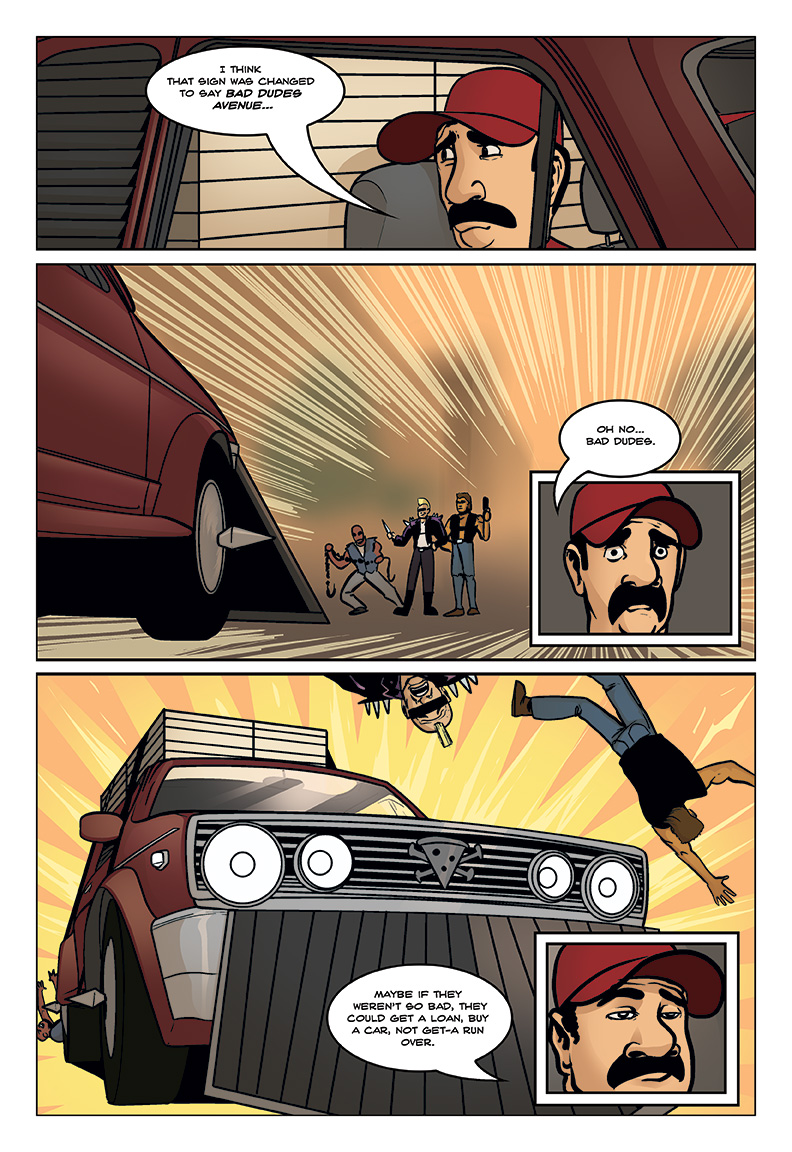 I THINK
THAT SIGN WAS CHANGED
TO SAY BAD DUDES
AVENUE...
OH NO...
BAD DUDES.
MAYBE IF THEY
WEREN'T SO BAD, THEY
COULD GET A LOAN, BUY
A CAR, NOT GET-A RUN
OVER.